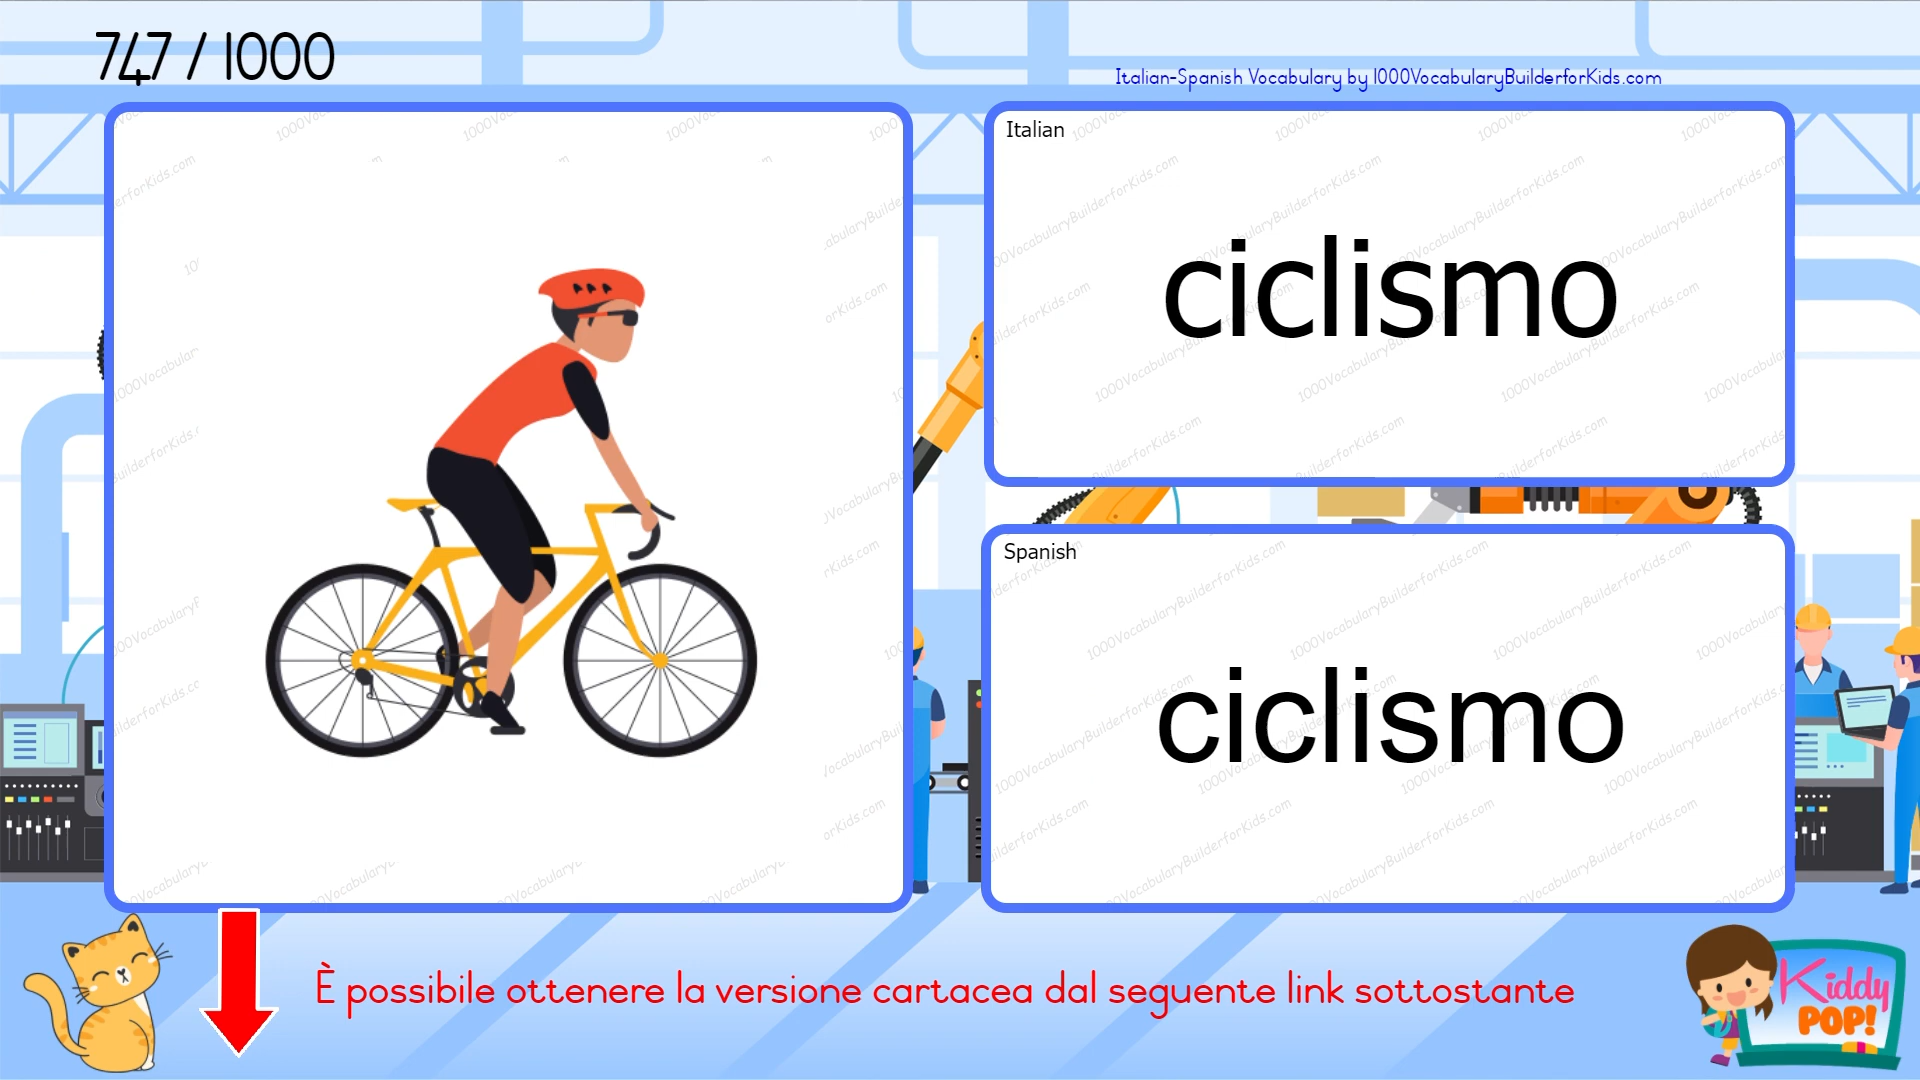 747 / 1000
Italian-Spanish Vocabulary by 1000VocabularyBuilderforKids.com
Italian
ciclismo
Spanish
ciclismo
È possibile ottenere la versione cartacea dal seguente link sottostante
Kiddy
POP!